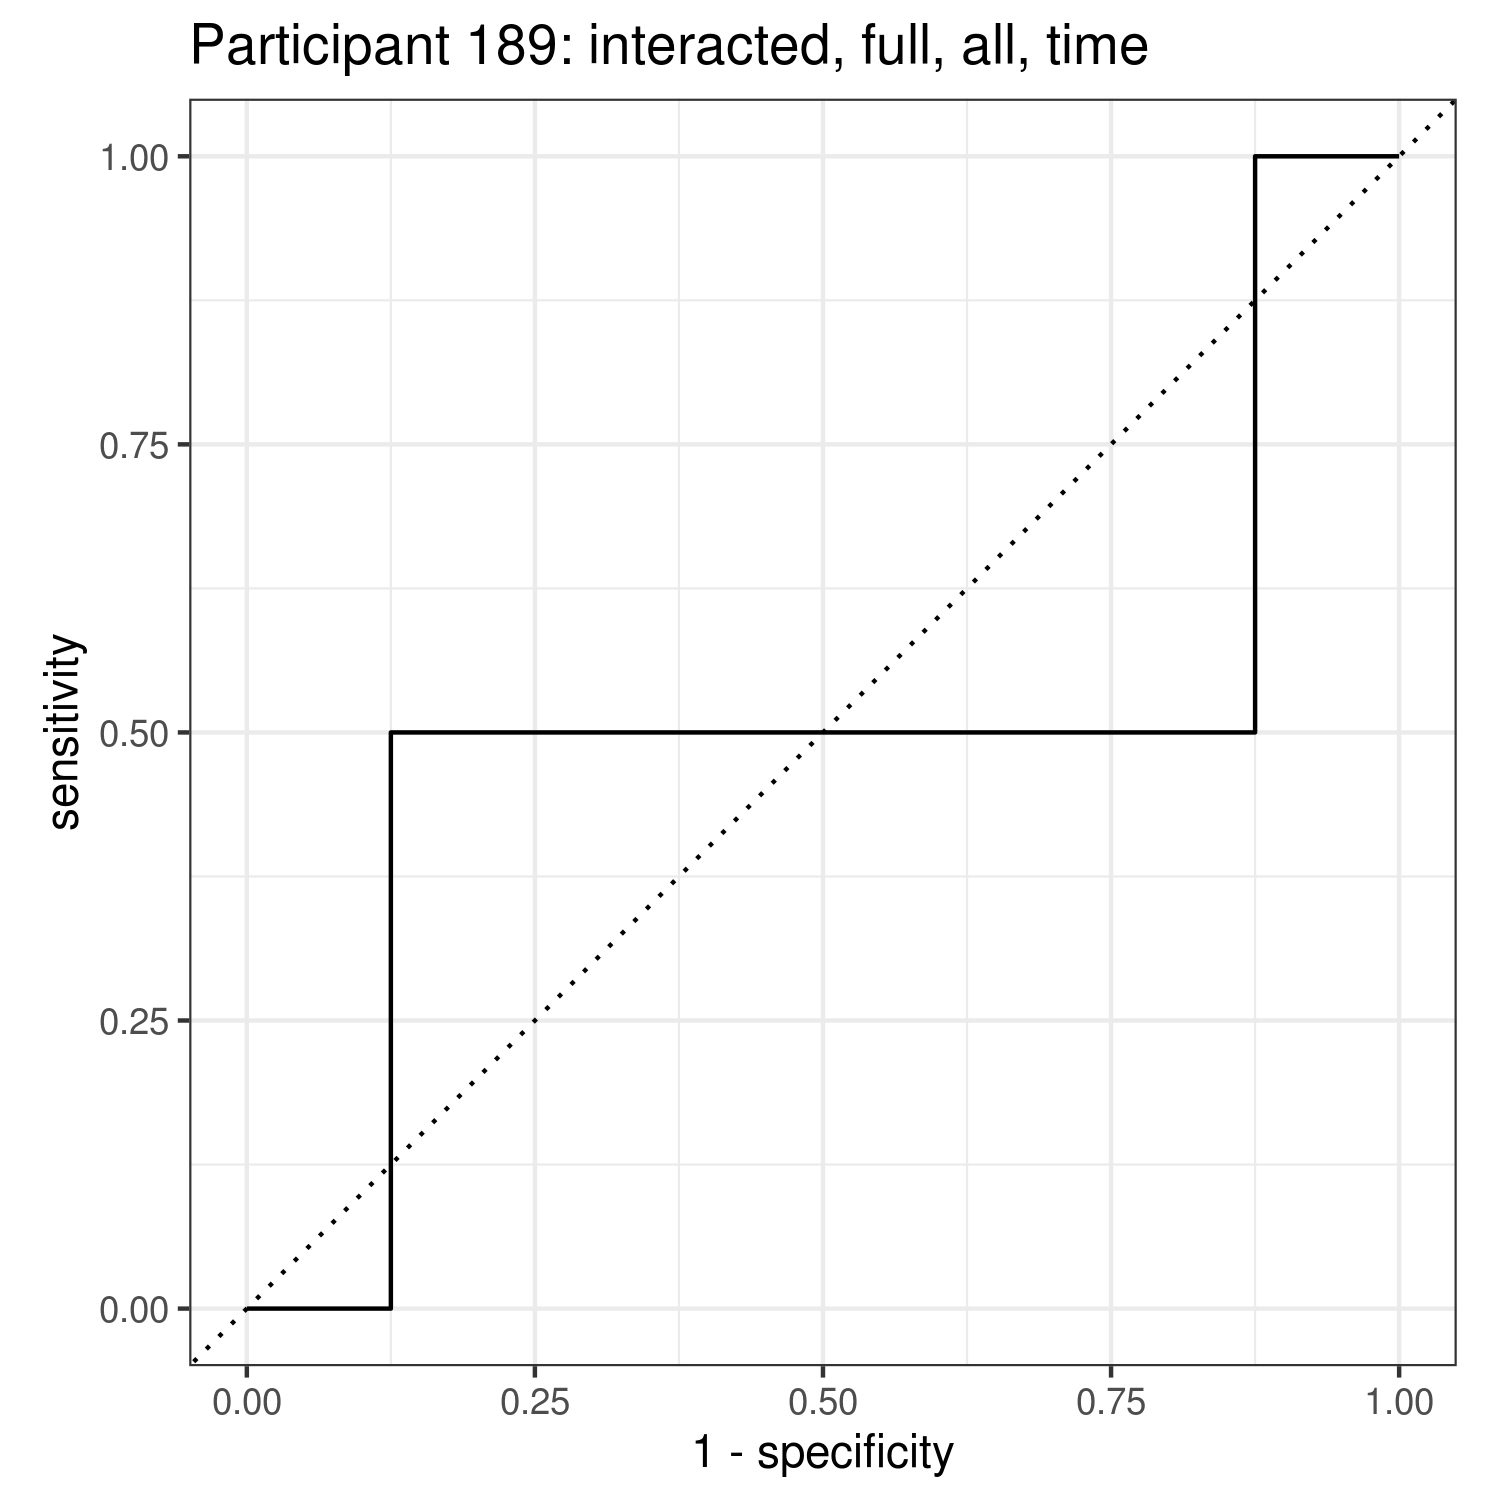 Participant 189: interacted, full, all, time
1.00
0.75
0.50
0.25
0.00
sensitivity
0.00 0.25 0.50 0.75 1.00
1 - specificity